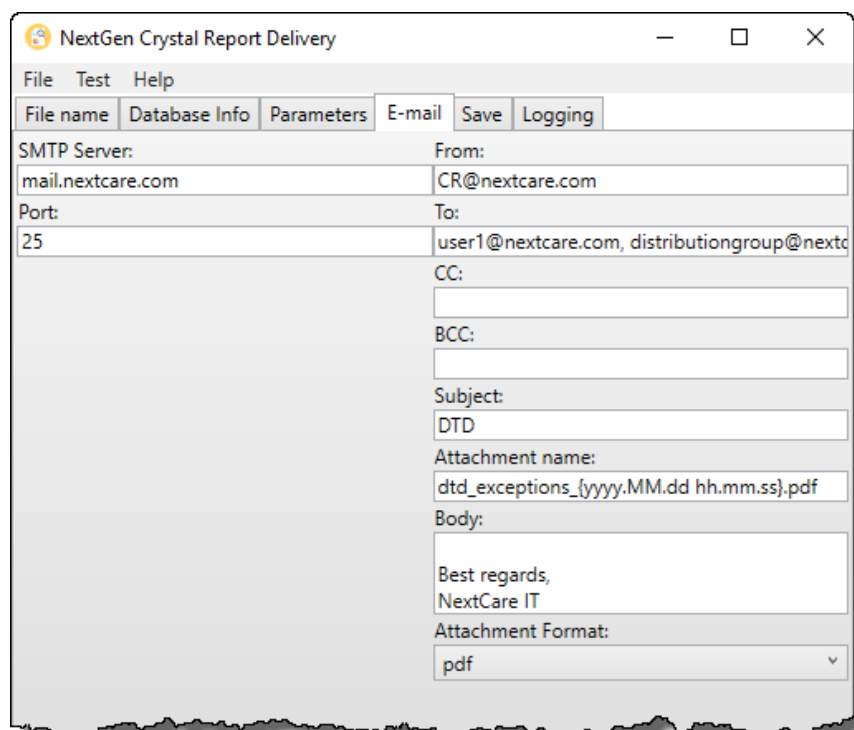 NextGen Crystal Report Delivery
File Test Help
File name Database Info Parameters E-mail Save Logging
SMTP Server:
mail.nextcare.com
Port:
25
From:
CR@nextcare.com
To:
user1@nextcare.com, distributiongroup@nextc
CC:
BCC:
Subject:
DTD
Attachment name:
dtd_exceptions_{yyyy.MM.dd hh.mm.ss}.pdf
Body:
Best regards,
NextCare IT
Attachment Format:
pdf